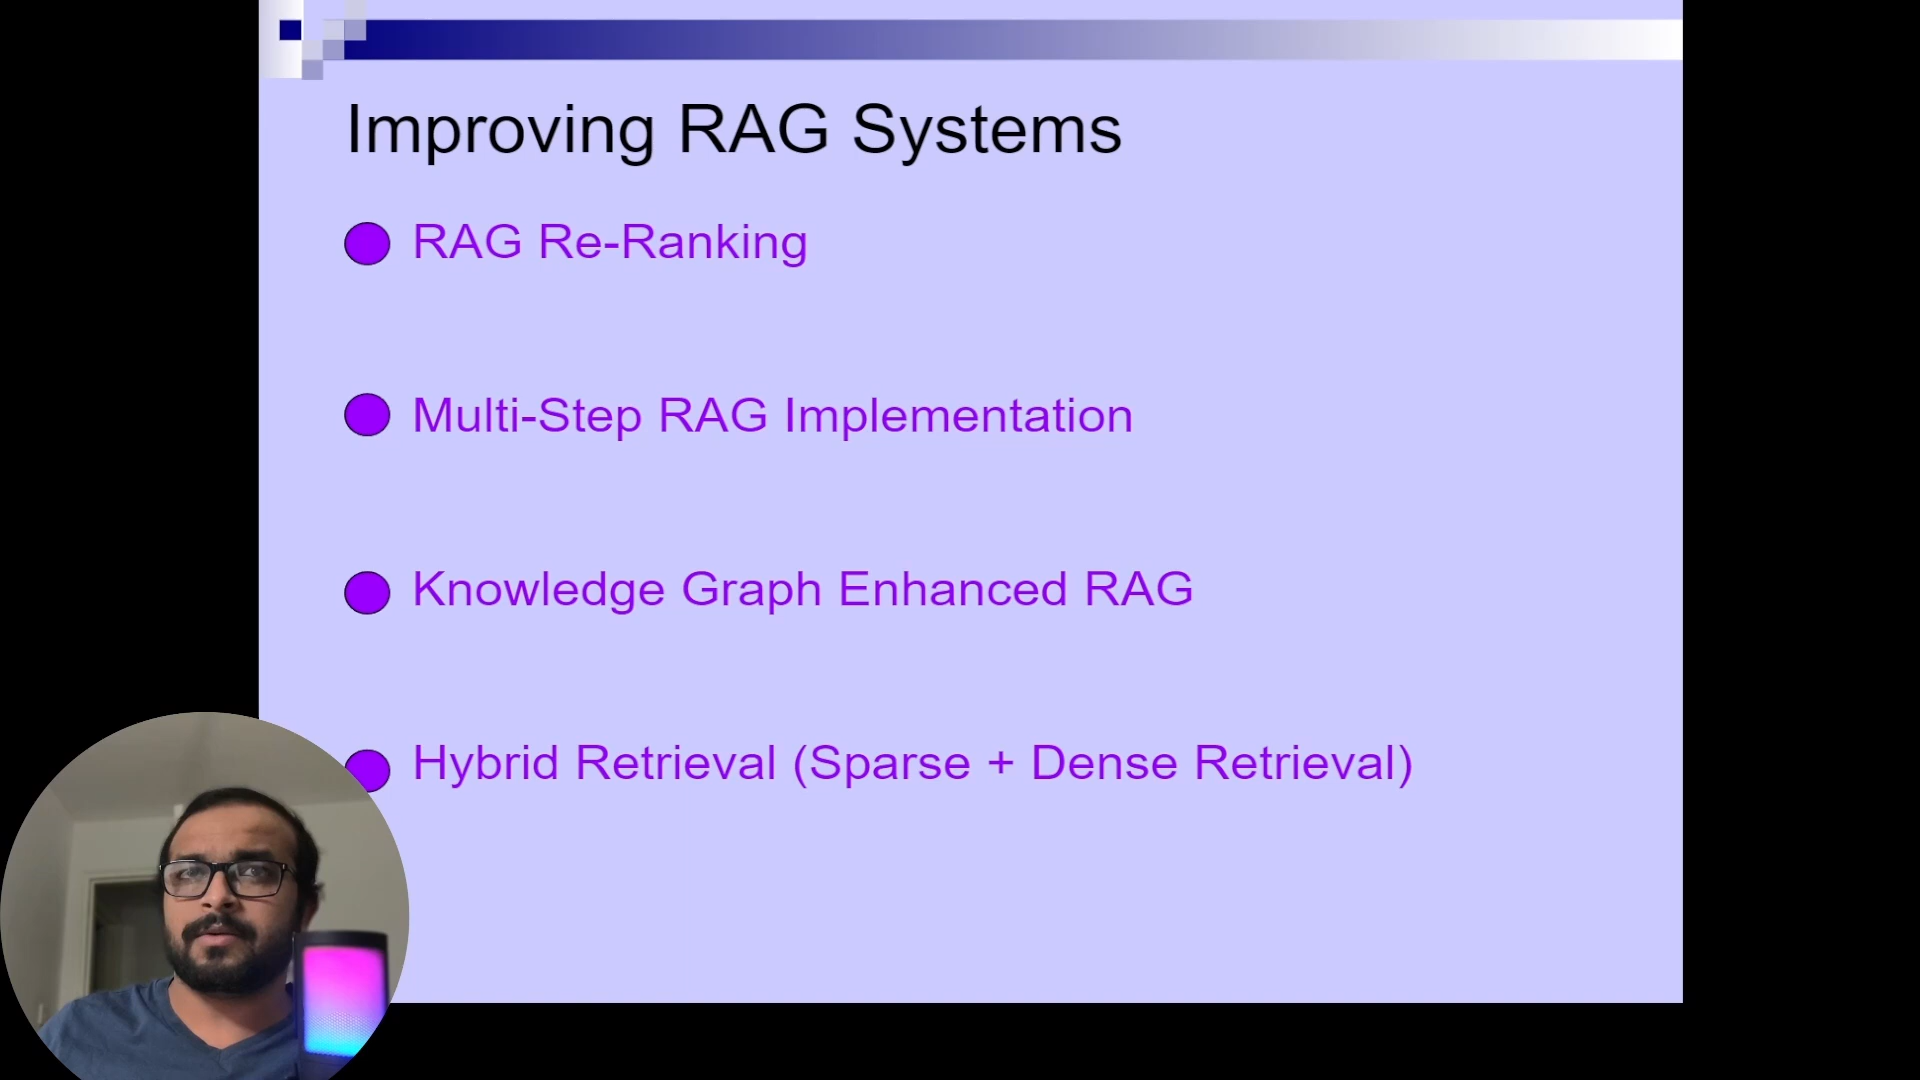 Improving RAG Systems
RAG Re-Ranking
Multi-Step RAG Implementation
Knowledge Graph Enhanced RAG
Hybrid Retrieval (Sparse + Dense Retrieval)